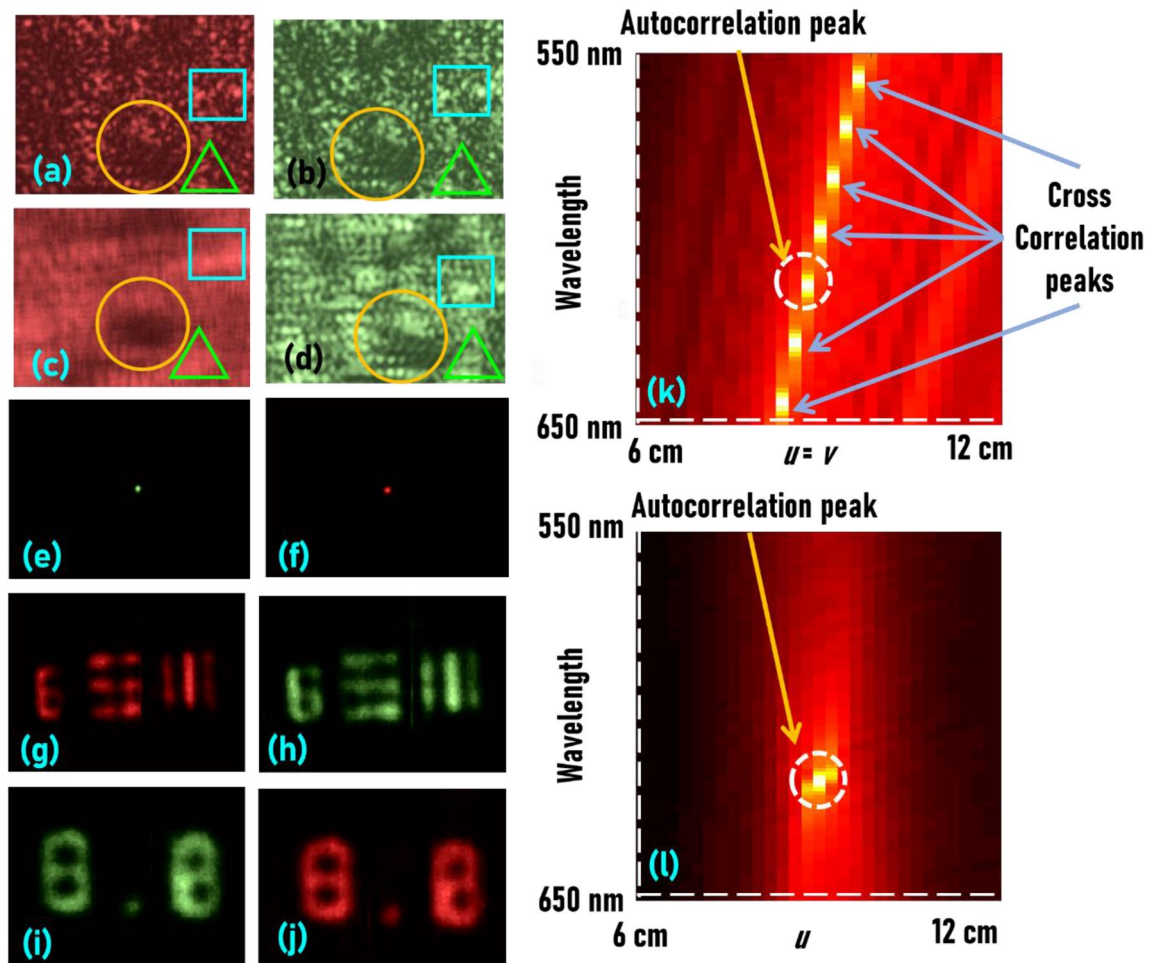 (a)
(b)
(c)
(d)
(e)
(f)
(g)
(h)
(i)
(j)
Autocorrelation peak
550 nm
Wavelength
Cross
Correlation
peaks
(k)
650 nm
6 cm
u = v
12 cm
Autocorrelation peak
550 nm
Wavelength
(l)
650 nm
6 cm
u
12 cm